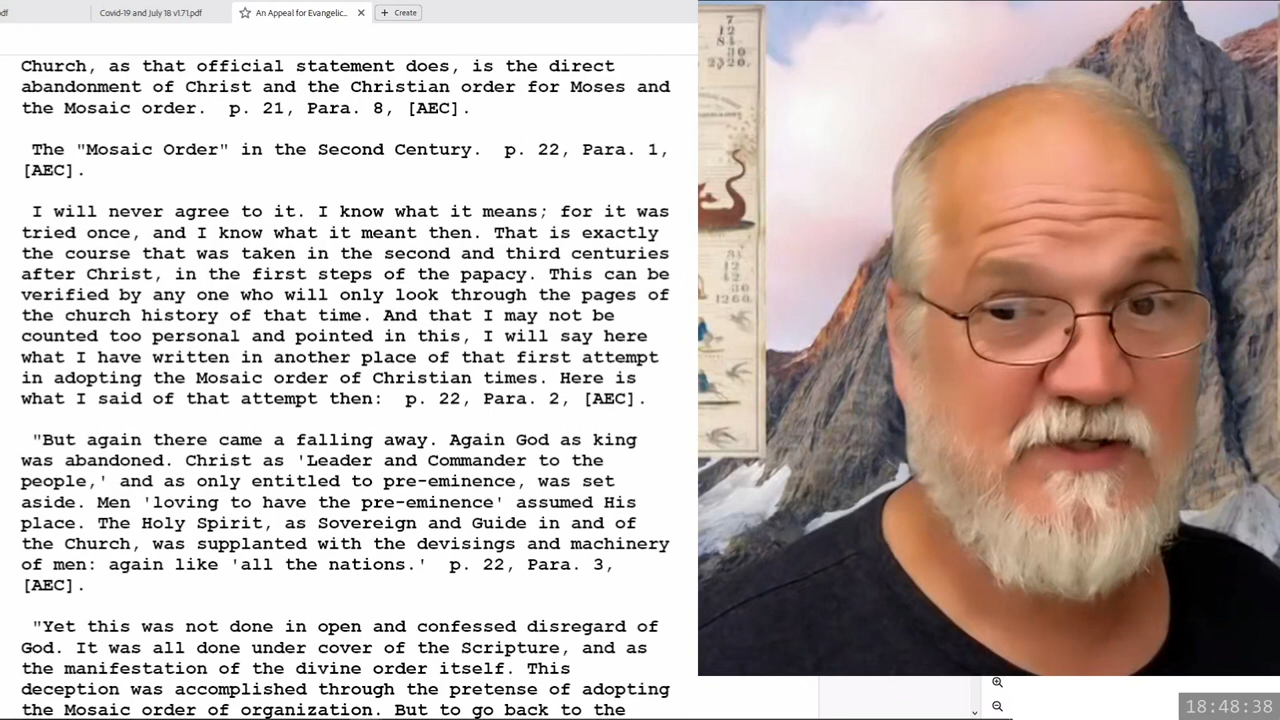 df
Covid-19 and July 18 v1.71.pdf
An Appeal for Evangelic...
Create
Church, as that official statement does, is the direct
abandonment of Christ and the Christian order for Moses and
the Mosaic order. p. 21, Para. 8, [AEC].
The "Mosaic Order" in the Second Century. p. 22, Para. 1,
[AEC].
I will never agree to it. I know what it means; for it was
tried once, and I know what it meant then. That is exactly
the course that was taken in the second and third centuries
after Christ, in the first steps of the papacy. This can be
verified by any one who will only look through the pages of
the church history of that time. And that I may not be
counted too personal and pointed in this, I will say here
what I have written in another place of that first attempt
in adopting the Mosaic order of Christian times. Here is
what I said of that attempt then: p. 22, Para. 2, [AEC].
"But again there came a falling away. Again God as king
was abandoned. Christ as 'Leader and Commander to the
people,' and as only entitled to pre-eminence, was set
aside. Men 'loving to have the pre-eminence' assumed His
place. The Holy Spirit, as Sovereign and Guide in and of
the Church, was supplanted with the devisings and machinery
of men: again like 'all the nations.' p. 22, Para. 3,
[AEC].
"Yet this was not done in open and confessed disregard of
God. It was all done under cover of the Scripture, and as
the manifestation of the divine order itself. This
deception was accomplished through the pretense of adopting
the Mosaic order of organization. But to go back to the
7
12
84
30
2520.
12
42
30
1260
18:48:38